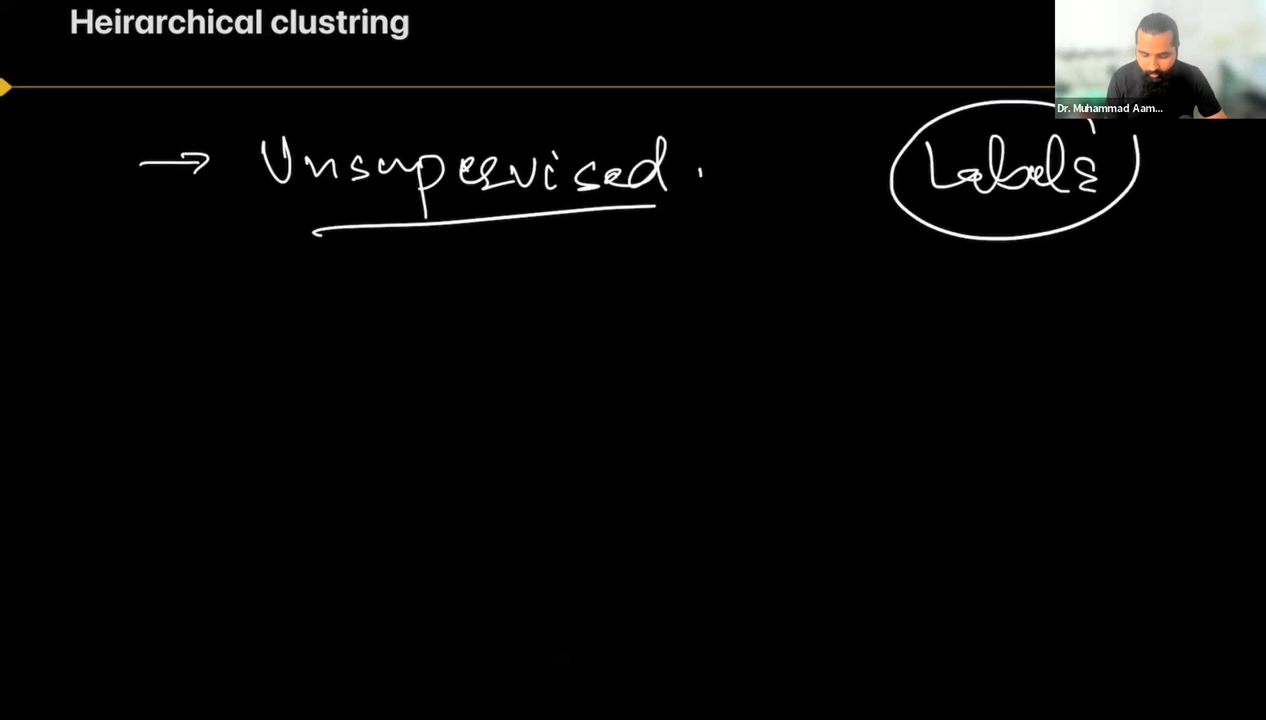 Heirarchical clustring
Dr. Muhammad Aam...
→ Unsupervised.
Labels